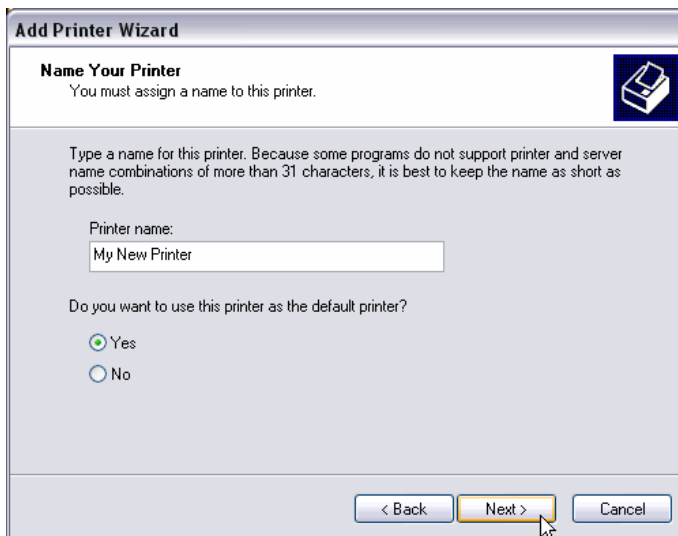 Add Printer Wizard
Name Your Printer
You must assign a name to this printer.
Type a name for this printer. Because some programs do not support printer and server
name combinations of more than 31 characters, it is best to keep the name as short as
possible.
Printer name:
My New Printer
Do you want to use this printer as the default printer?
Yes
No
< Back Next > Cancel